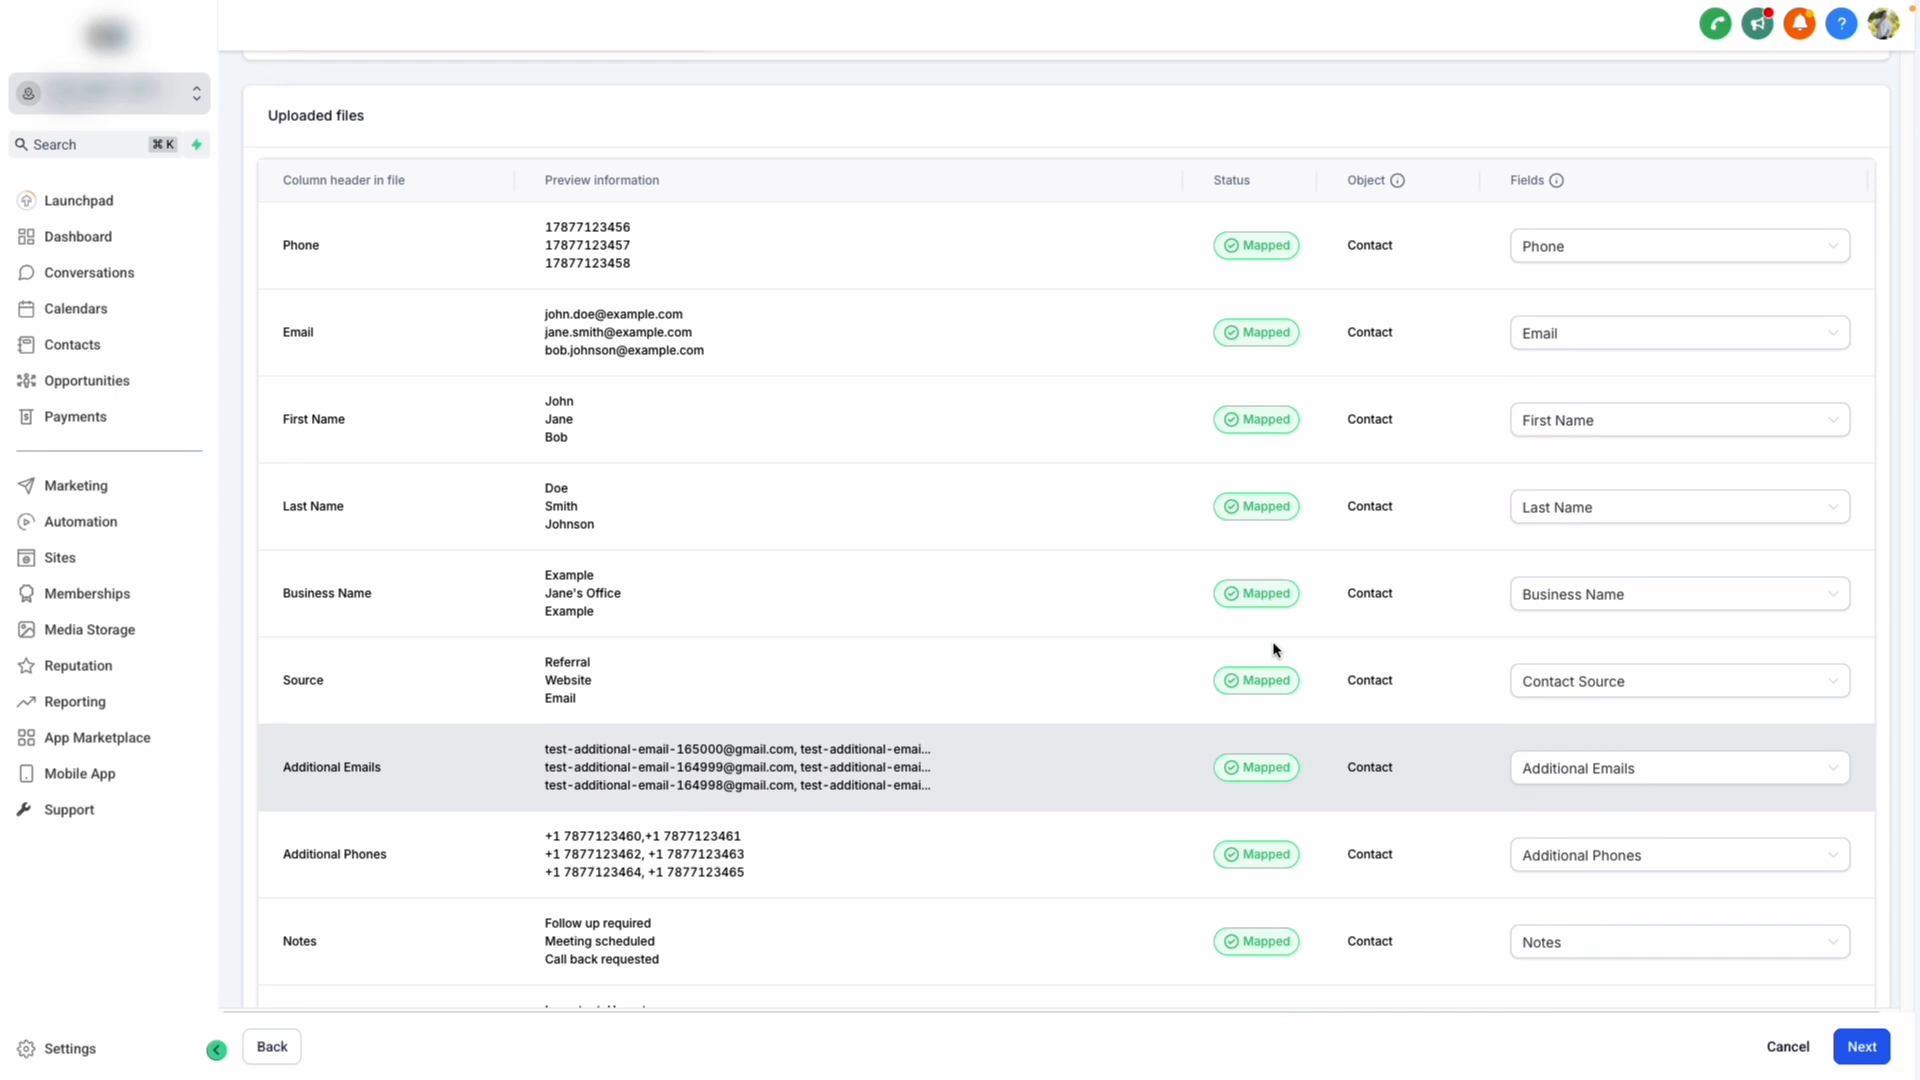 Search
⌘ K
Launchpad
Dashboard
Conversations
Calendars
Contacts
Opportunities
Payments
Marketing
Automation
Sites
Memberships
Media Storage
Reputation
Reporting
App Marketplace
Mobile App
Support
Settings
Uploaded files
Column header in file
Preview information
Status
Object
Fields
Phone
17877123456
17877123457
17877123458
Mapped
Contact
Phone
Email
john.doe@example.com
jane.smith@example.com
bob.johnson@example.com
Mapped
Contact
Email
First Name
John
Jane
Bob
Mapped
Contact
First Name
Last Name
Doe
Smith
Johnson
Mapped
Contact
Last Name
Business Name
Example
Jane's Office
Example
Mapped
Contact
Business Name
Source
Referral
Website
Email
Mapped
Contact
Contact Source
Additional Emails
test-additional-email-165000@gmail.com, test-additional-emai...
test-additional-email-164999@gmail.com, test-additional-emai...
test-additional-email-164998@gmail.com, test-additional-emai...
Mapped
Contact
Additional Emails
Additional Phones
+1 7877123460,+1 7877123461
+1 7877123462, +1 7877123463
+1 7877123464, +1 7877123465
Mapped
Contact
Additional Phones
Notes
Follow up required
Meeting scheduled
Call back requested
Mapped
Contact
Notes
Back
Cancel
Next